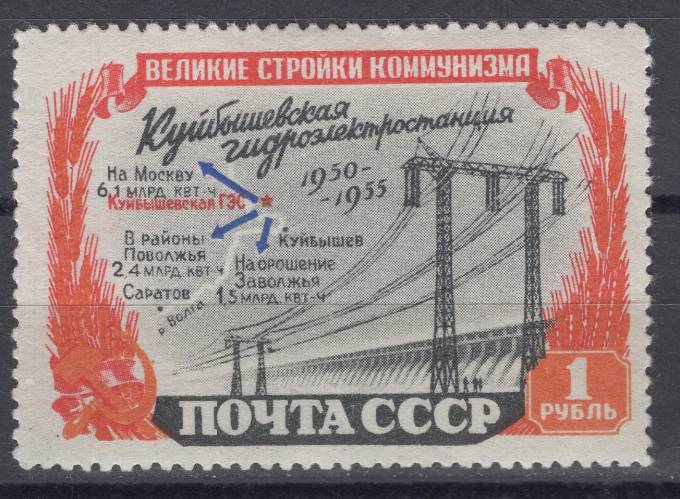 ВЕЛИКИЕ СТРОЙКИ КОММУНИЗМА
Куйбышевская
гидроэлектростанция
1950-
-1955
На Москву
6,1 МЛРД. КВТ-Ч
Куйбышевская ГЭС
В районы
Поволжья
2,4 МЛРД. КВТ-Ч
Куйбышев
На орошение
Заволжья
1,5 МЛРД. КВТ-Ч
Саратов
р. Волга
ПОЧТА СССР
1
РУБЛЬ